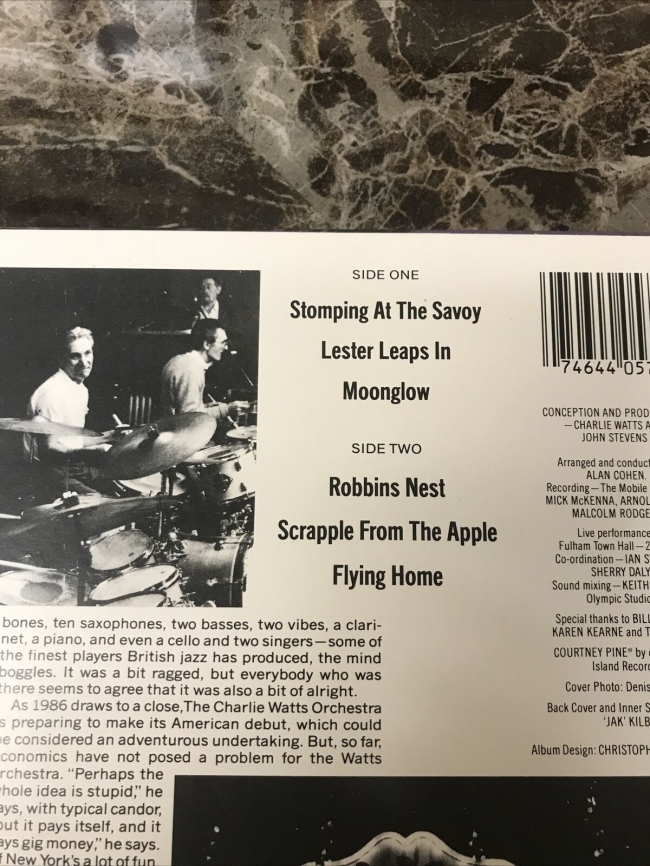 SIDE ONE
Stomping At The Savoy
Lester Leaps In
Moonglow
SIDE TWO
Robbins Nest
Scrapple From The Apple
Flying Home
74644 057
CONCEPTION AND PROD
—CHARLIE WATTS A
JOHN STEVENS
Arranged and conduct
ALAN COHEN.
Recording—The Mobile
MICK McKENNA, ARNOL
MALCOLM RODGE
Live performance
Fulham Town Hall—2
Co-ordination—IAN S
SHERRY DALY
Sound mixing—KEITH
Olympic Studio
Special thanks to BILL
KAREN KEARNE and T
COURTNEY PINE* by
Island Recor
Cover Photo: Denis
Back Cover and Inner S
'JAK' KILB
Album Design: CHRISTOPH
bones, ten saxophones, two basses, two vibes, a clari-
net, a piano, and even a cello and two singers—some of
the finest players British jazz has produced, the mind
boggles. It was a bit ragged, but everybody who was
there seems to agree that it was also a bit of alright.
As 1986 draws to a close,The Charlie Watts Orchestra
s preparing to make its American debut, which could
be considered an adventurous undertaking. But, so far,
conomics have not posed a problem for the Watts
rchestra. "Perhaps the
whole idea is stupid," he
ays, with typical candor,
out it pays itself, and it
ays gig money," he says.
f New York's a lot of fun